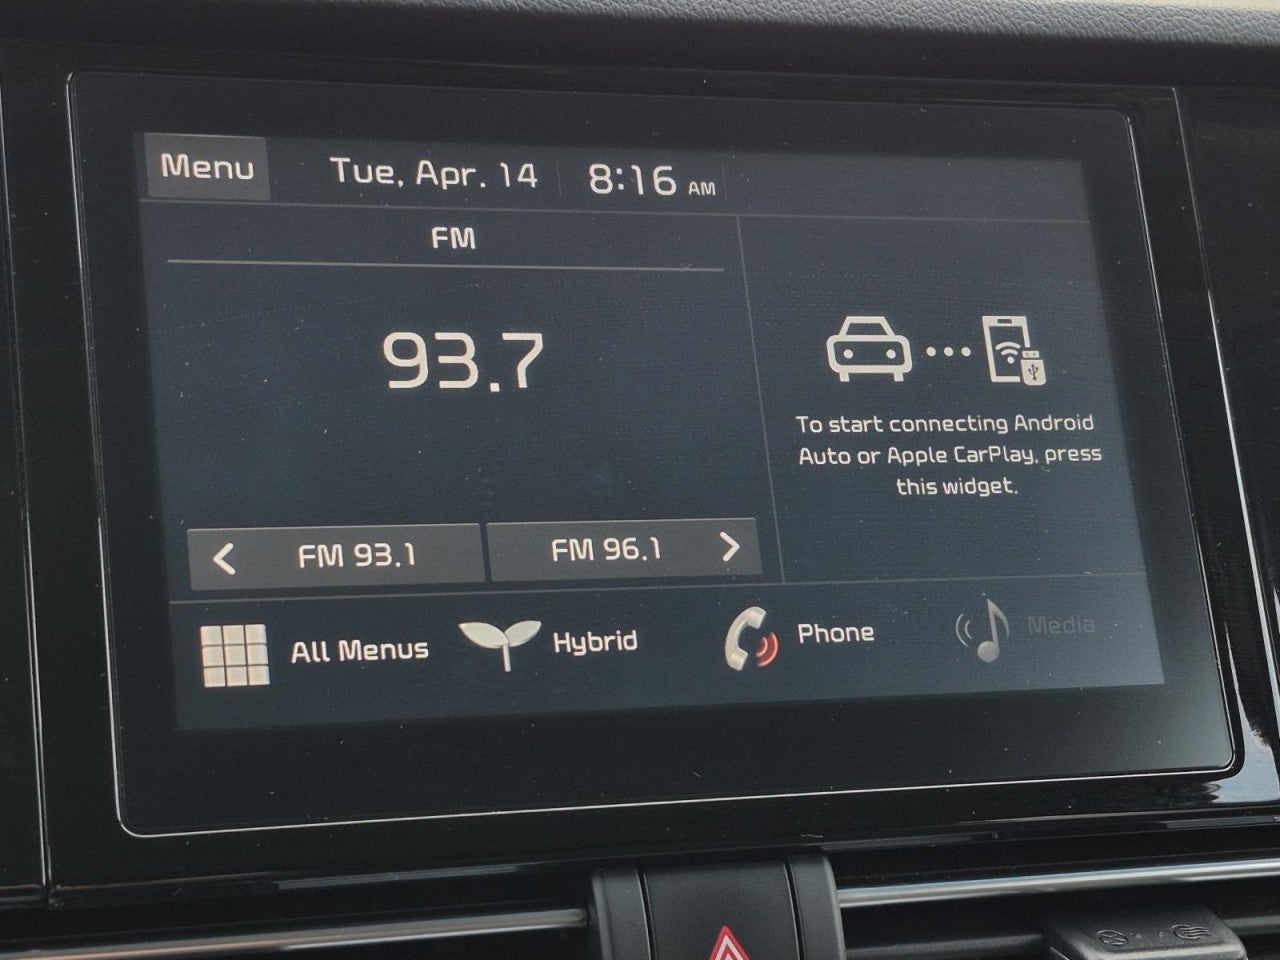 Menu
Tue, Apr. 14
8:16 AM
FM
93.7
To start connecting Android
Auto or Apple CarPlay, press
this widget.
FM 93.1
FM 96.1
All Menus
Hybrid
Phone
Media